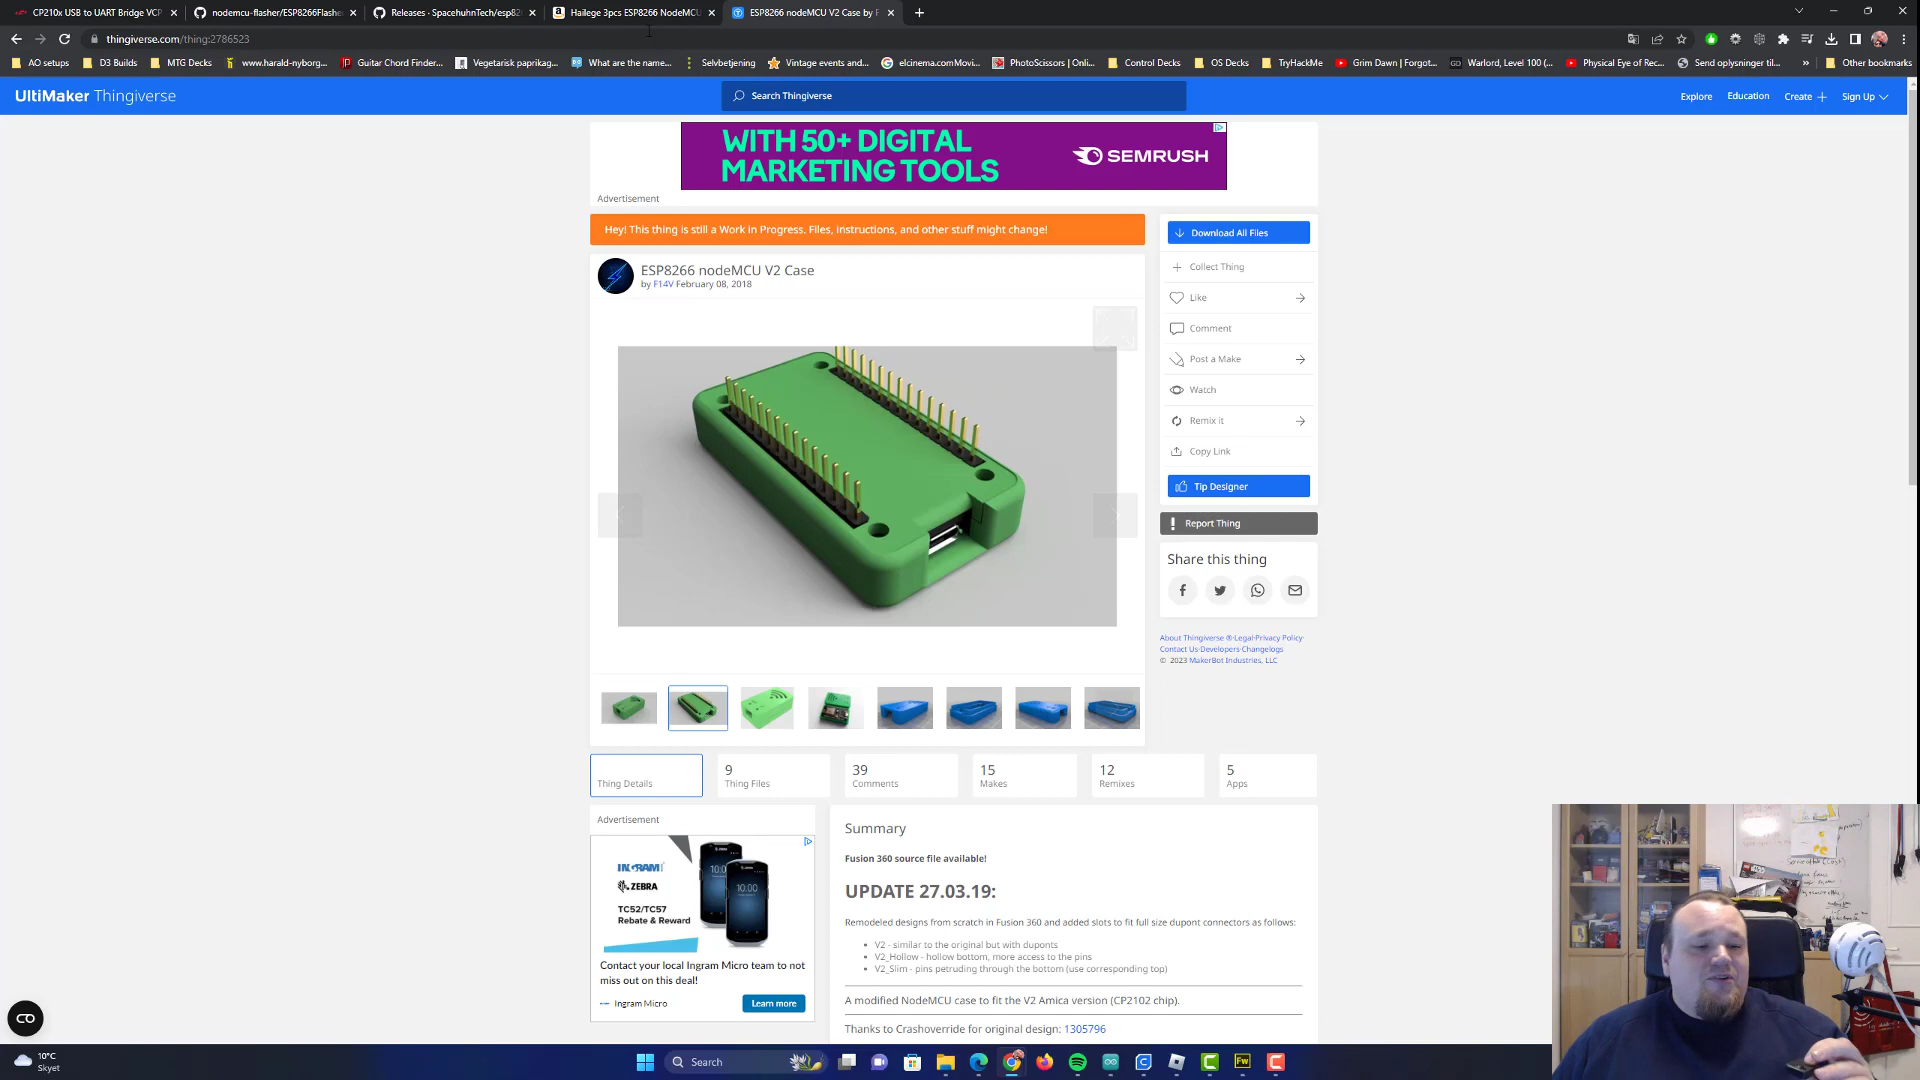 CP210x USB to UART Bridge VCP
nodemcu-flasher/ESP8266Flasher
Releases · SpacehuhnTech/esp82
Hailege 3pcs ESP8266 NodeMCU
ESP8266 nodeMCU V2 Case by F
thingiverse.com/thing:2786523
AO setups
D3 Builds
MTG Decks
www.harald-nyborg...
Guitar Chord Finder...
Vegetarisk paprikag...
What are the name...
Selvbetjening
Vintage events and...
elcinema.comMovi...
PhotoScissors | Onli...
Control Decks
OS Decks
TryHackMe
Grim Dawn | Forgot...
Warlord, Level 100 (...
Physical Eye of Rec...
Send oplysninger til...
Other bookmarks
UltiMaker Thingiverse
Search Thingiverse
Explore
Education
Create
Sign Up
WITH 50+ DIGITAL
MARKETING TOOLS
SEMRUSH
Advertisement
Hey! This thing is still a Work in Progress. Files, instructions, and other stuff might change!
ESP8266 nodeMCU V2 Case
by F14V February 08, 2018
Download All Files
Collect Thing
Like
Comment
Post a Make
Watch
Remix it
Copy Link
Tip Designer
Report Thing
Share this thing
About Thingiverse ®·Legal·Privacy Policy·
Contact Us·Developers·Changelogs
© 2023 MakerBot Industries, LLC
Thing Details
9
Thing Files
39
Comments
15
Makes
12
Remixes
5
Apps
Advertisement
INGRAM
ZEBRA
TC52/TC57
Rebate & Reward
10:00
Contact your local Ingram Micro team to not
miss out on this deal!
Ingram Micro
Learn more
Summary
Fusion 360 source file available!
UPDATE 27.03.19:
Remodeled designs from scratch in Fusion 360 and added slots to fit full size dupont connectors as follows:
V2 - similar to the original but with duponts
V2_Hollow - hollow bottom, more access to the pins
V2_Slim - pins petruding through the bottom (use corresponding top)
A modified NodeMCU case to fit the V2 Amica version (CP2102 chip).
Thanks to Crashoverride for original design: 1305796
10°C
Skyet
Search
Fw